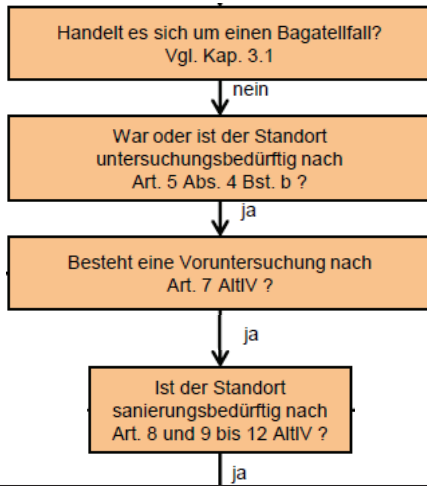 Handelt es sich um einen Bagatellfall?
Vgl. Kap. 3.1
nein
War oder ist der Standort
untersuchungsbedürftig nach
Art. 5 Abs. 4 Bst. b ?
ja
Besteht eine Voruntersuchung nach
Art. 7 AltlV ?
ja
Ist der Standort
sanierungsbedürftig nach
Art. 8 und 9 bis 12 AltlV ?
ja